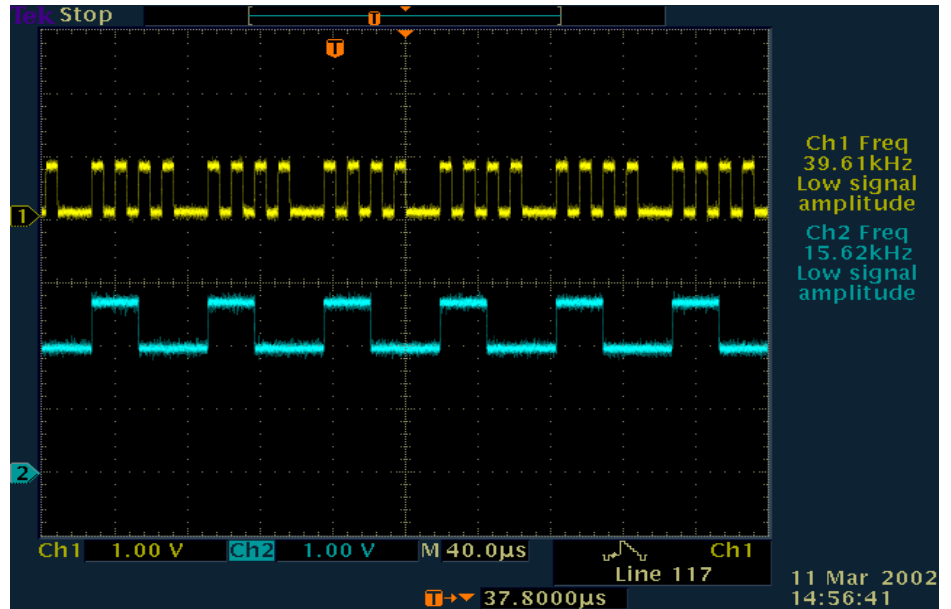 Tek Stop
T
T
Ch1 Freq
39.61kHz
Low signal
amplitude
1
Ch2 Freq
15.62kHz
Low signal
amplitude
2
Ch1 1.00 V Ch2 1.00 V M 40.0µs Ch1
Line 117
T 37.8000µs
11 Mar 2002
14:56:41